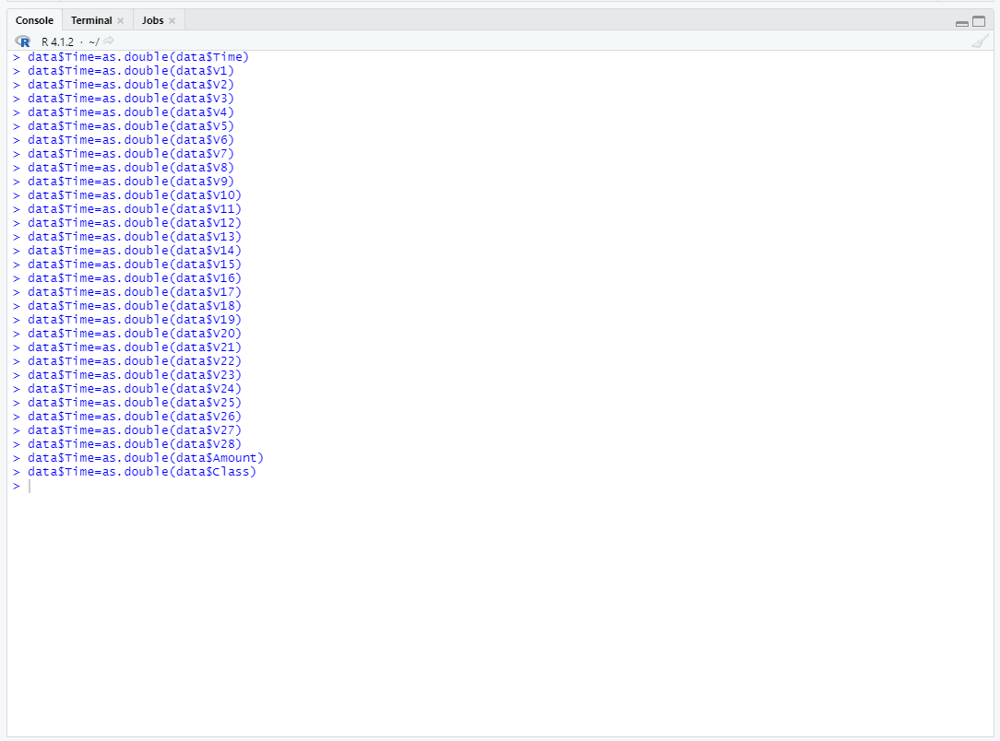 Console Terminal Jobs
R 4.1.2 · ~/
> data$Time=as.double(data$Time)
> data$Time=as.double(data$V1)
> data$Time=as.double(data$V2)
> data$Time=as.double(data$V3)
> data$Time=as.double(data$V4)
> data$Time=as.double(data$V5)
> data$Time=as.double(data$V6)
> data$Time=as.double(data$V7)
> data$Time=as.double(data$V8)
> data$Time=as.double(data$V9)
> data$Time=as.double(data$V10)
> data$Time=as.double(data$V11)
> data$Time=as.double(data$V12)
> data$Time=as.double(data$V13)
> data$Time=as.double(data$V14)
> data$Time=as.double(data$V15)
> data$Time=as.double(data$V16)
> data$Time=as.double(data$V17)
> data$Time=as.double(data$V18)
> data$Time=as.double(data$V19)
> data$Time=as.double(data$V20)
> data$Time=as.double(data$V21)
> data$Time=as.double(data$V22)
> data$Time=as.double(data$V23)
> data$Time=as.double(data$V24)
> data$Time=as.double(data$V25)
> data$Time=as.double(data$V26)
> data$Time=as.double(data$V27)
> data$Time=as.double(data$V28)
> data$Time=as.double(data$Amount)
> data$Time=as.double(data$Class)
>